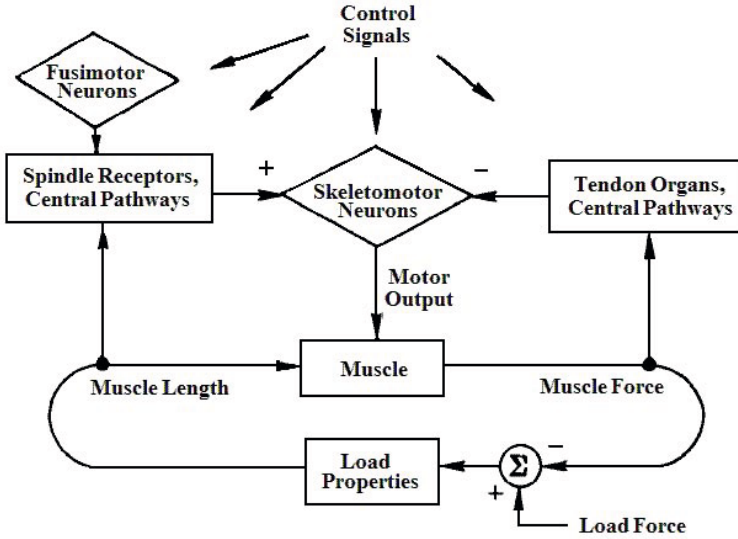 Control
Signals
Fusimotor
Neurons
Spindle Receptors,
Central Pathways
+
Skeletomotor
Neurons
−
Tendon Organs,
Central Pathways
Motor
Output
Muscle
Muscle Length
Muscle Force
Load
Properties
Σ
−
+
Load Force